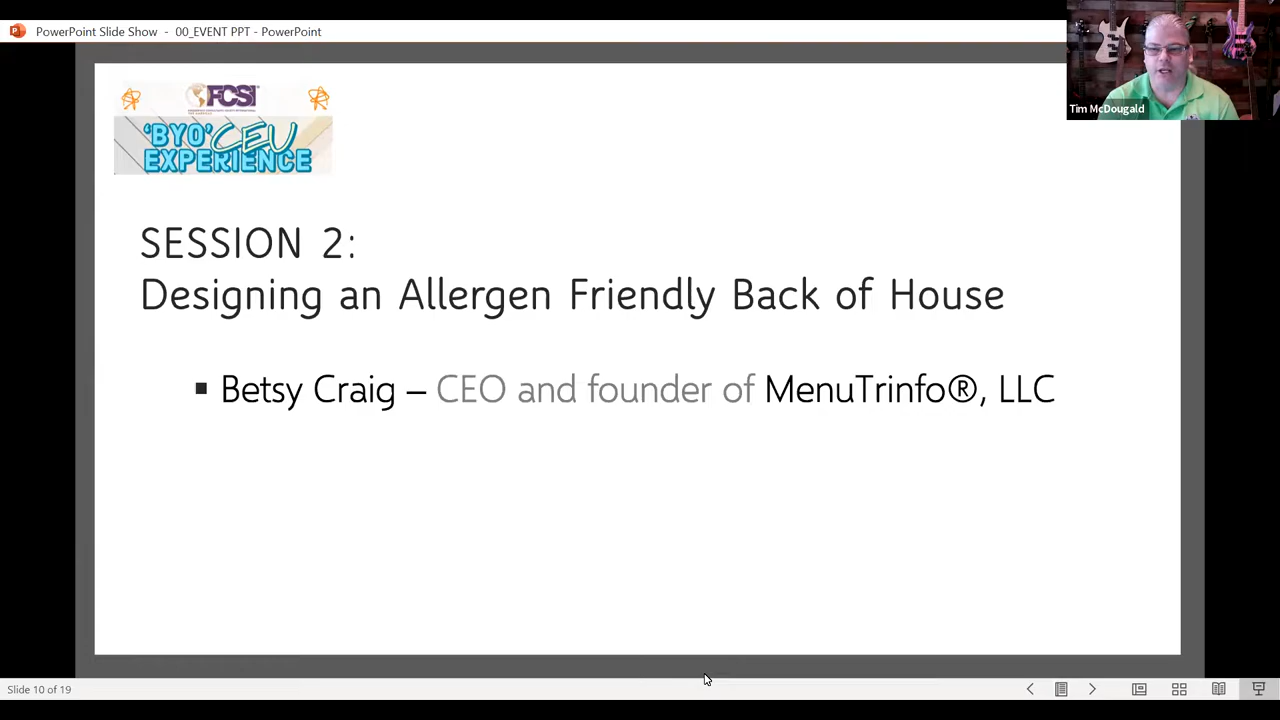 PowerPoint Slide Show - 00_EVENT PPT - PowerPoint
Tim McDougald
FCSI
'BYO' CEU
EXPERIENCE
SESSION 2:
Designing an Allergen Friendly Back of House
▪ Betsy Craig – CEO and founder of MenuTrinfo®, LLC
Slide 10 of 19